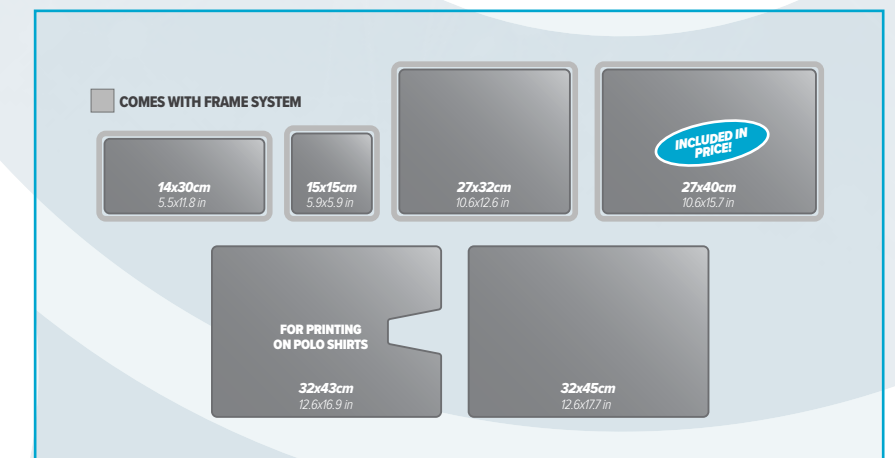 COMES WITH FRAME SYSTEM
14x30cm
5.5x11.8 in
15x15cm
5.9x5.9 in
27x32cm
10.6x12.6 in
INCLUDED IN
PRICE!
27x40cm
10.6x15.7 in
FOR PRINTING
ON POLO SHIRTS
32x43cm
12.6x16.9 in
32x45cm
12.6x17.7 in